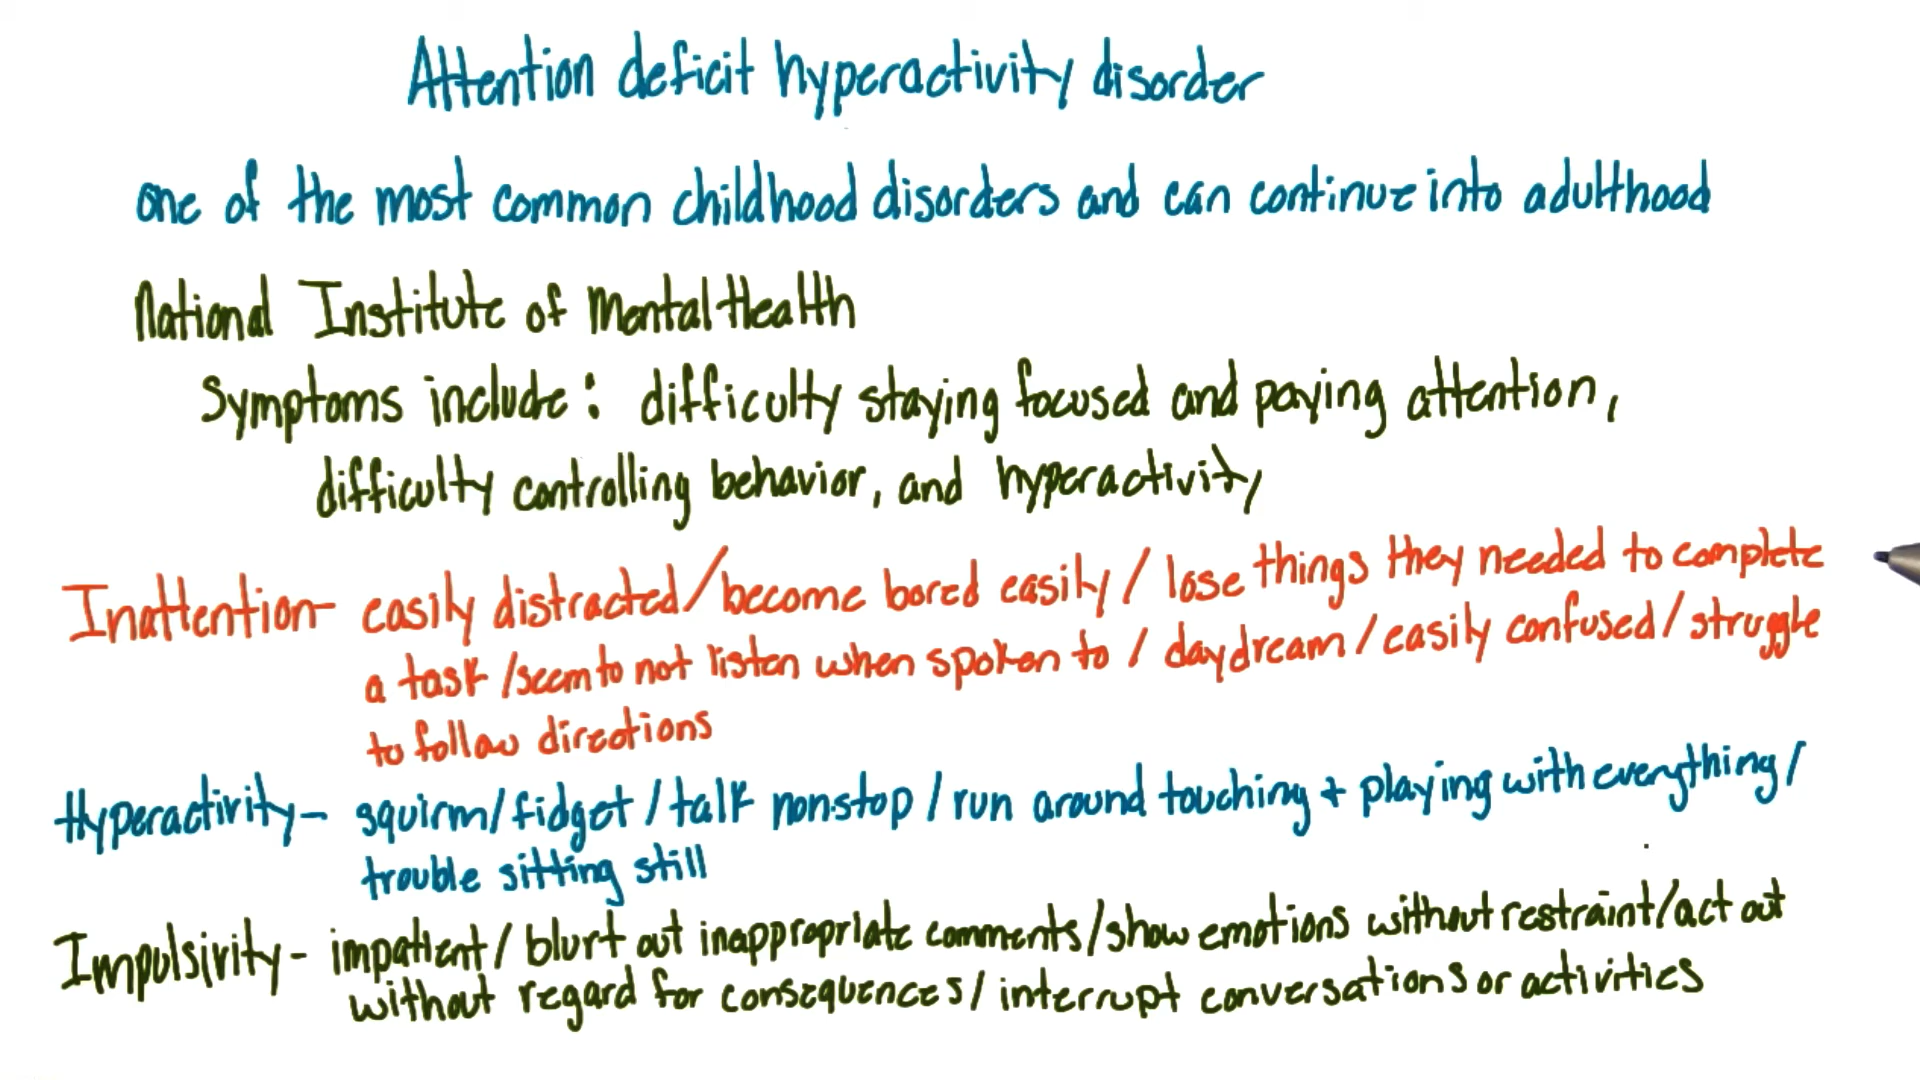 Attention deficit hyperactivity disorder
one of the most common childhood disorders and can continue into adulthood
National Institute of Mental Health
Symptoms include: difficulty staying focused and paying attention,
difficulty controlling behavior, and hyperactivity
Inattention- easily distracted/become bored easily/lose things they needed to complete
a task/seem to not listen when spoken to/daydream/easily confused/struggle
to follow directions
Hyperactivity- squirm/fidget/talk nonstop/run around touching + playing with everything/
trouble sitting still
Impulsivity- impatient/blurt out inappropriate comments/show emotions without restraint/act out
without regard for consequences/interrupt conversations or activities